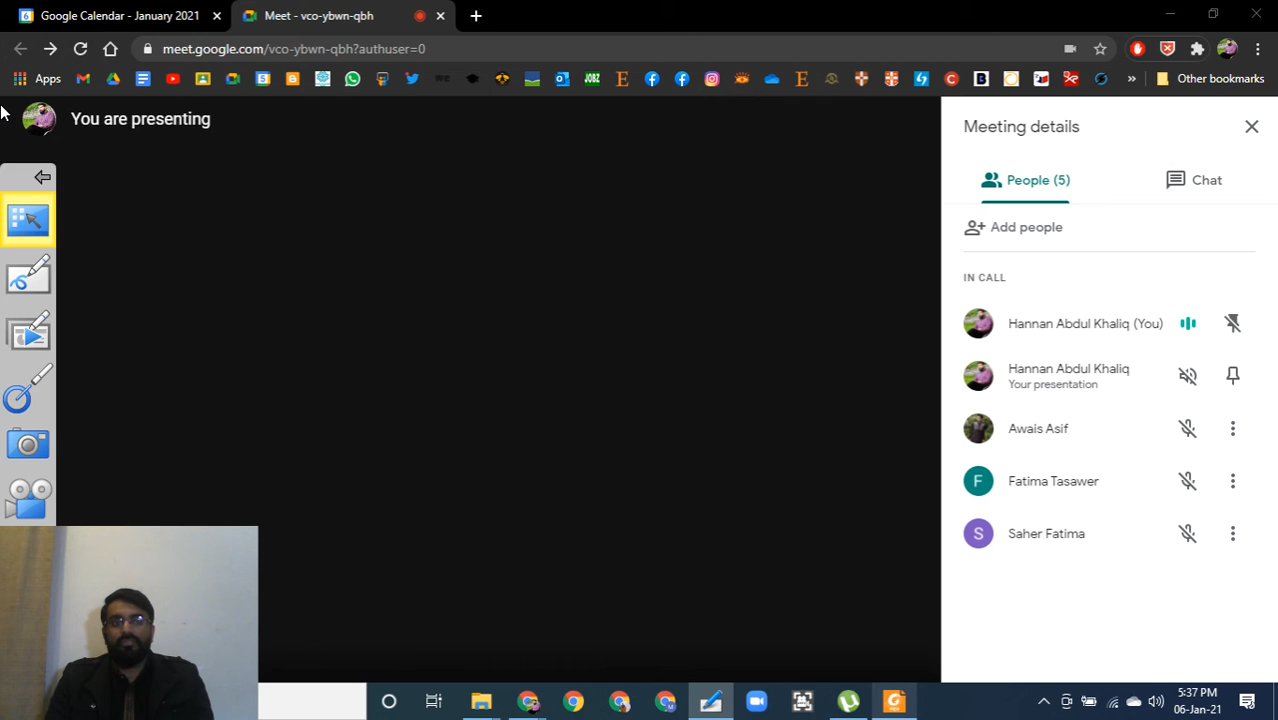 Google Calendar - January 2021
Meet - vco-ybwn-qbh
meet.google.com/vco-ybwn-qbh?authuser=0
Apps
JOBZ
Other bookmarks
You are presenting
Meeting details
People (5)
Chat
Add people
IN CALL
Hannan Abdul Khaliq (You)
Hannan Abdul Khaliq
Your presentation
Awais Asif
F
Fatima Tasawer
S
Saher Fatima
5:37 PM
06-Jan-21